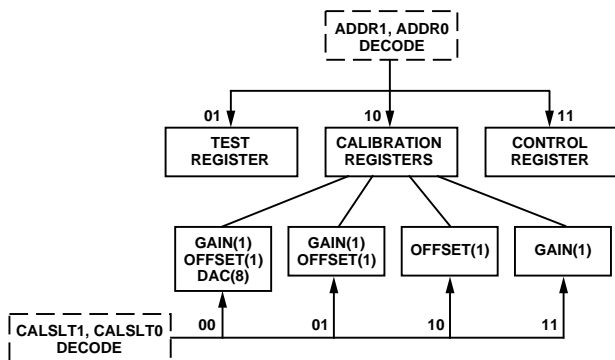 ADDR1, ADDR0
DECODE
01
10
11
TEST
REGISTER
CALIBRATION
REGISTERS
CONTROL
REGISTER
GAIN(1)
OFFSET(1)
DAC(8)
GAIN(1)
OFFSET(1)
OFFSET(1)
GAIN(1)
CALSLT1, CALSLT0
DECODE
00
01
10
11